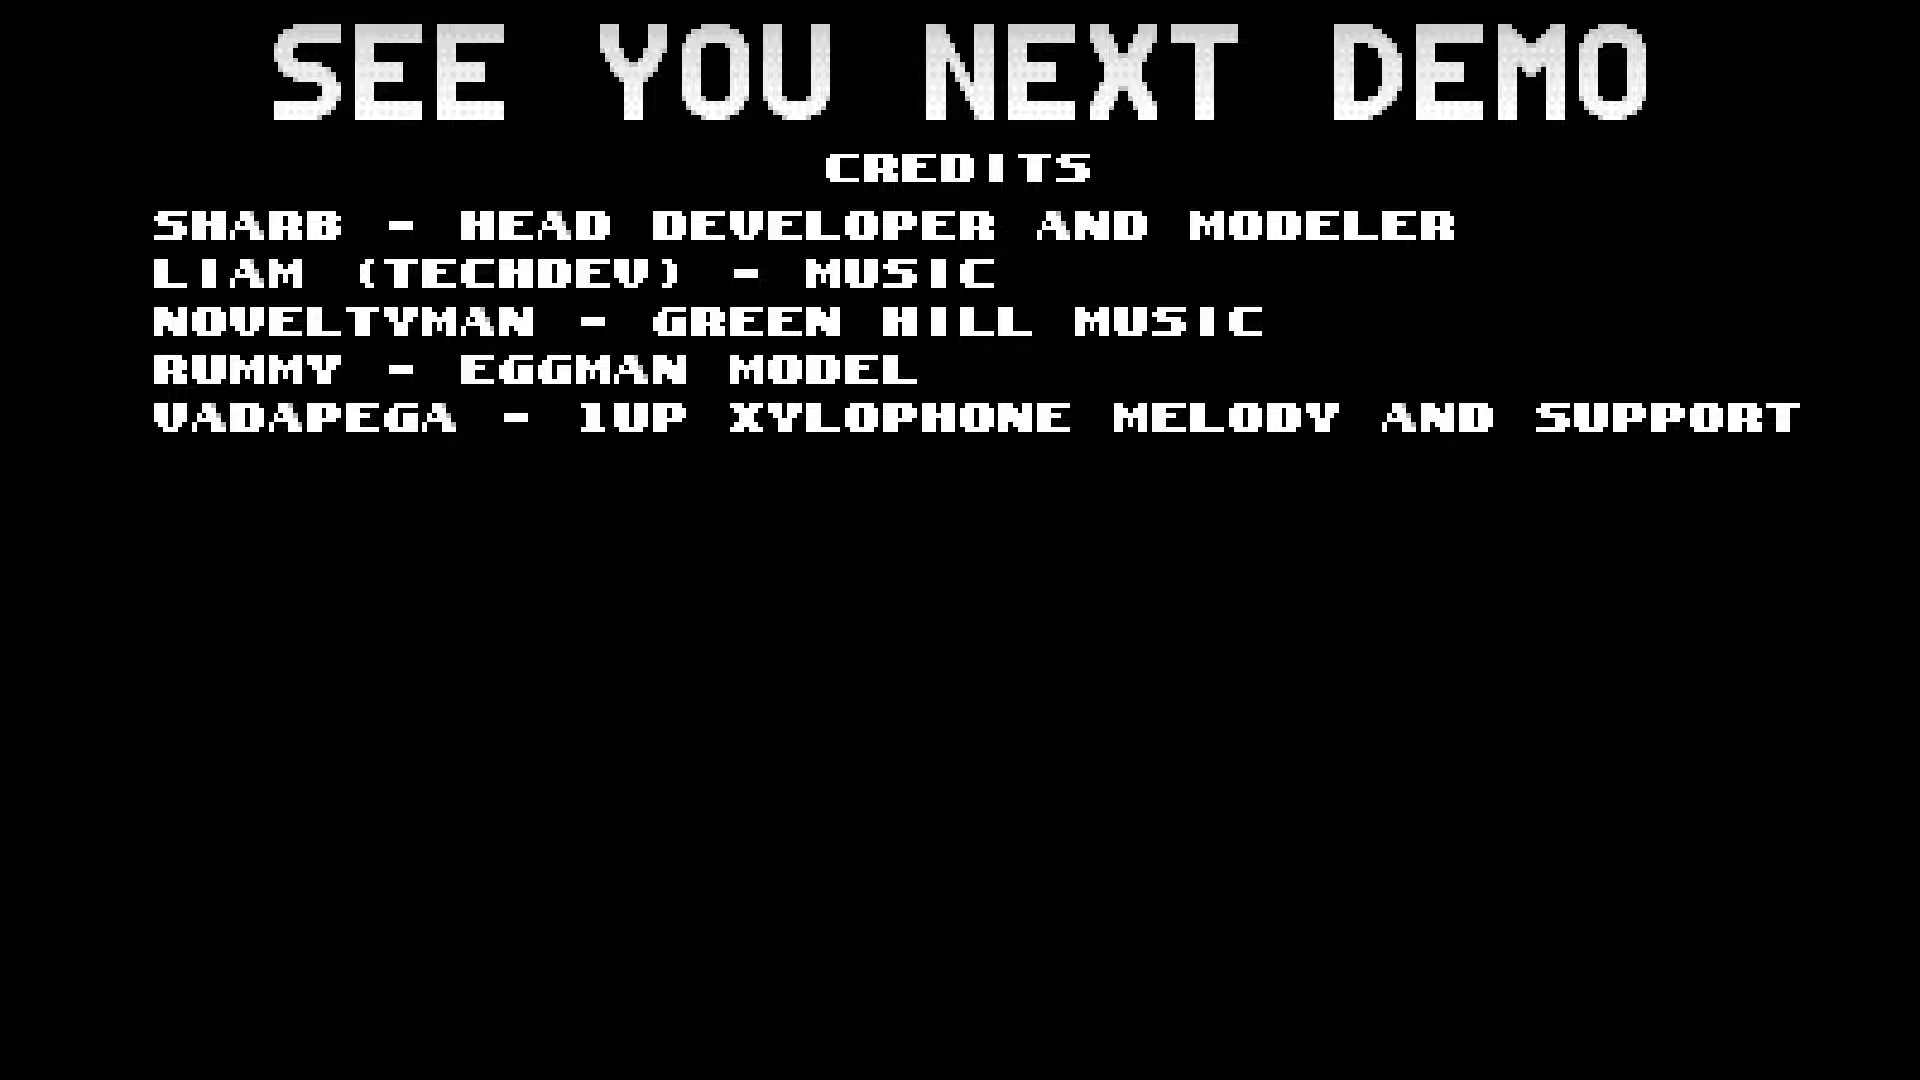 SEE YOU NEXT DEMO
CREDITS
SHARB - HEAD DEVELOPER AND MODELER
LIAM (TECHDEV) - MUSIC
NOVELTYMAN - GREEN HILL MUSIC
RUMMY - EGGMAN MODEL
VADAPEGA - 1UP XYLOPHONE MELODY AND SUPPORT